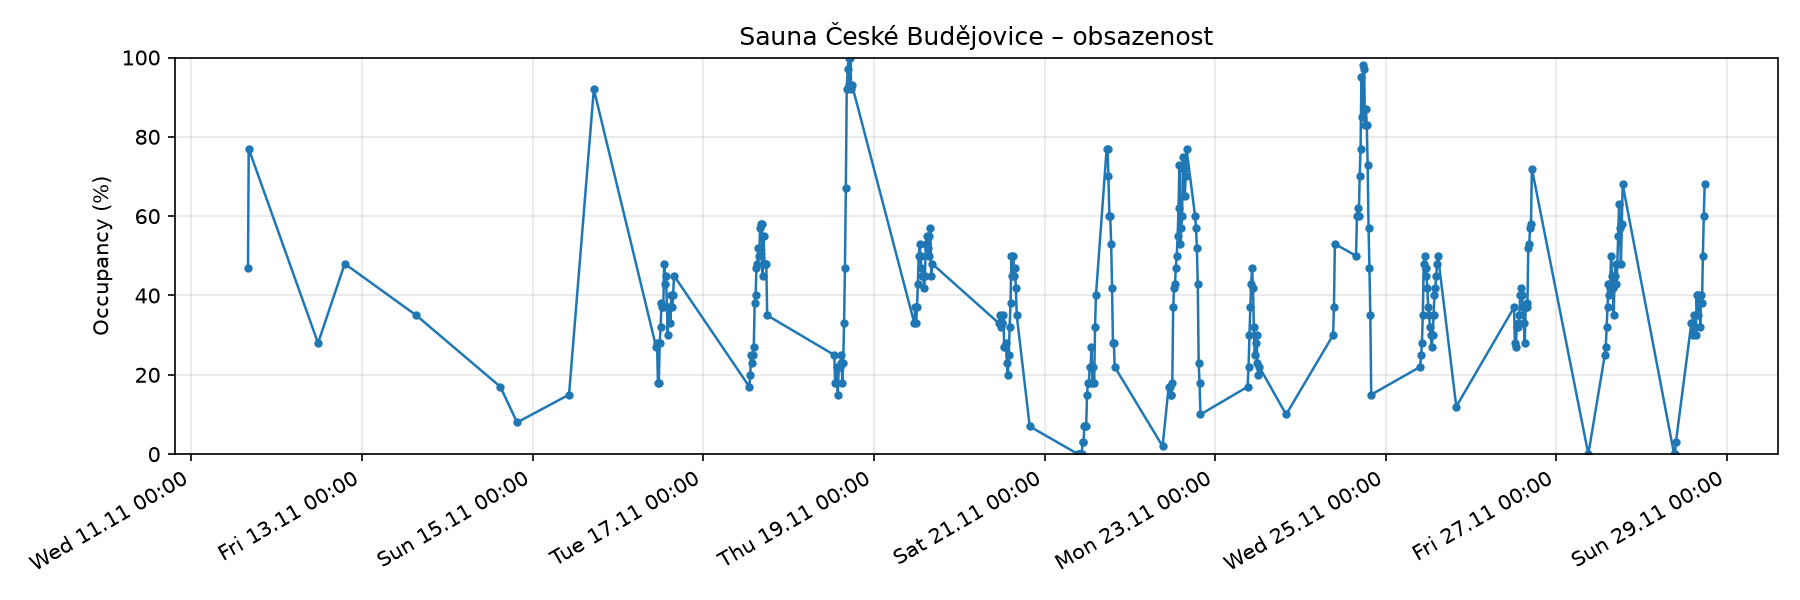 Sauna České Budějovice – obsazenost
Occupancy (%)
100
80
60
40
20
0
Wed 11.11 00:00
Fri 13.11 00:00
Sun 15.11 00:00
Tue 17.11 00:00
Thu 19.11 00:00
Sat 21.11 00:00
Mon 23.11 00:00
Wed 25.11 00:00
Fri 27.11 00:00
Sun 29.11 00:00